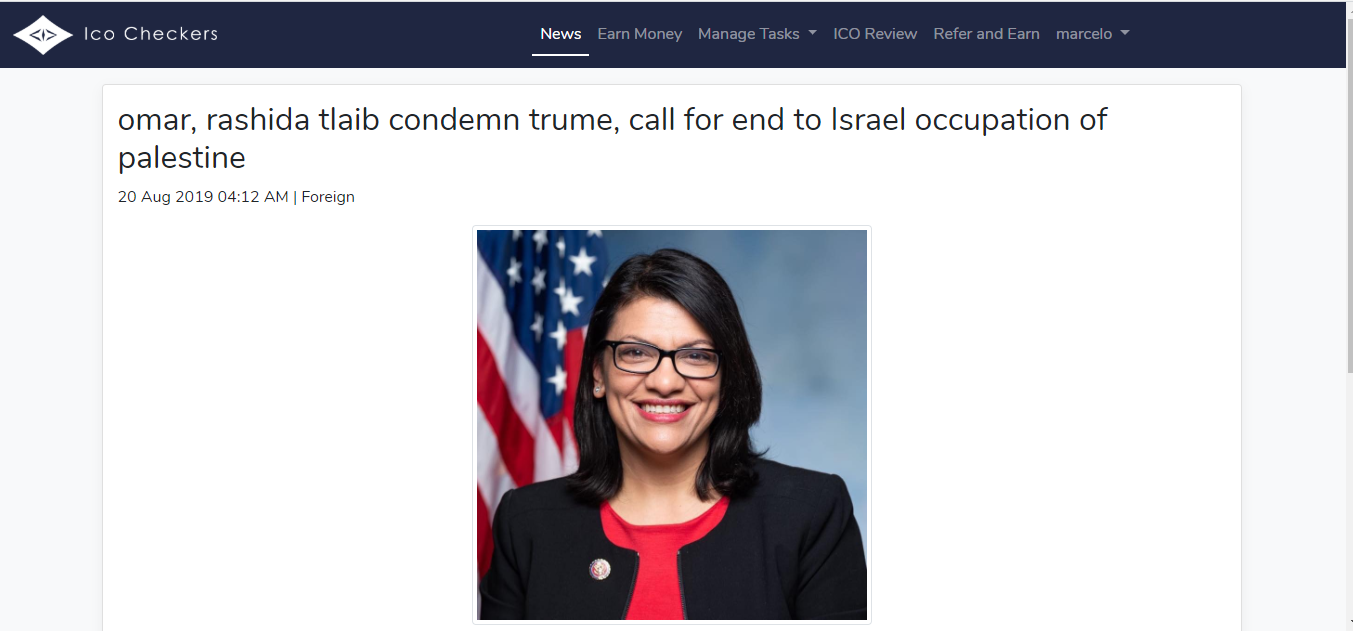 Ico Checkers
News Earn Money Manage Tasks ICO Review Refer and Earn marcelo
omar, rashida tlaib condemn trume, call for end to Israel occupation of
palestine
20 Aug 2019 04:12 AM | Foreign